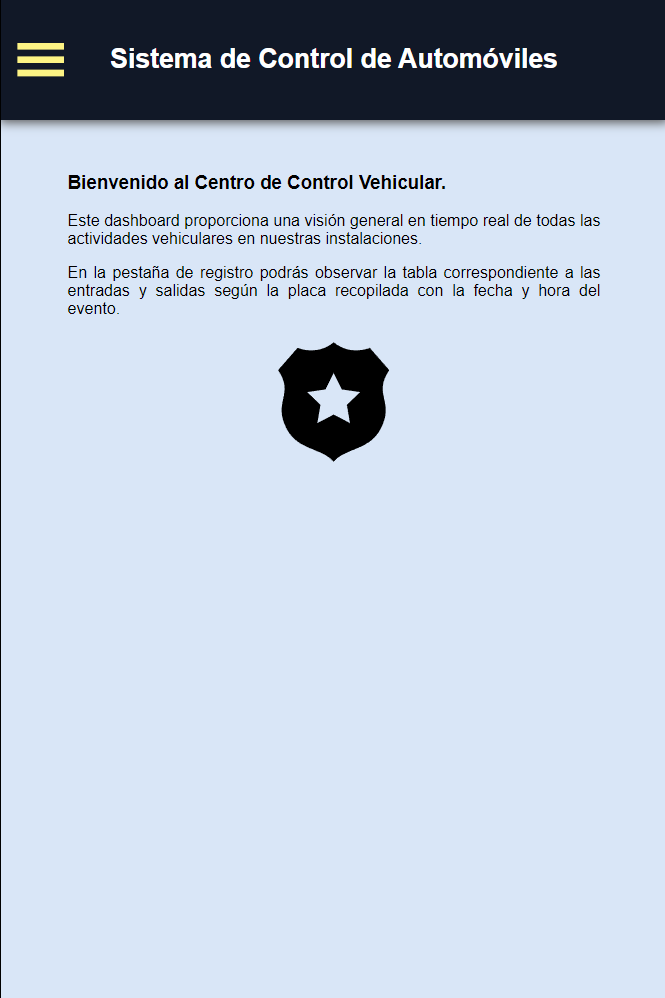 Sistema de Control de Automóviles
Bienvenido al Centro de Control Vehicular.
Este dashboard proporciona una visión general en tiempo real de todas las
actividades vehiculares en nuestras instalaciones.
En la pestaña de registro podrás observar la tabla correspondiente a las
entradas y salidas según la placa recopilada con la fecha y hora del
evento.